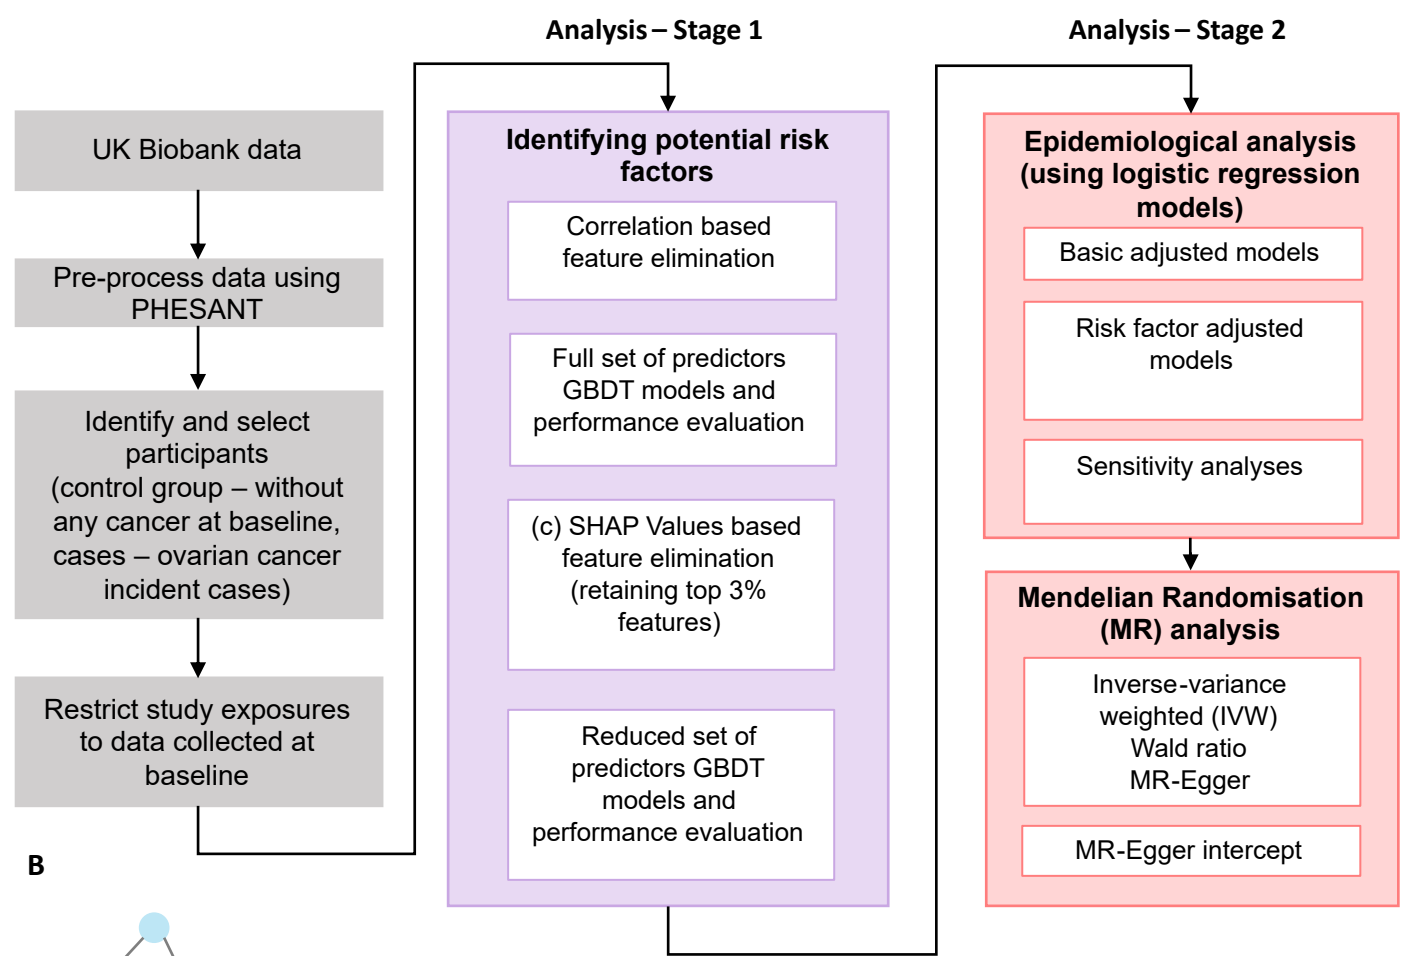 Analysis – Stage 1
Analysis – Stage 2
UK Biobank data
Pre-process data using
PHESANT
Identify and select
participants
(control group – without
any cancer at baseline,
cases – ovarian cancer
incident cases)
Restrict study exposures
to data collected at
baseline
B
Identifying potential risk
factors
Correlation based
feature elimination
Full set of predictors
GBDT models and
performance evaluation
(c) SHAP Values based
feature elimination
(retaining top 3%
features)
Reduced set of
predictors GBDT
models and
performance evaluation
Epidemiological analysis
(using logistic regression
models)
Basic adjusted models
Risk factor adjusted
models
Sensitivity analyses
Mendelian Randomisation
(MR) analysis
Inverse-variance
weighted (IVW)
Wald ratio
MR-Egger
MR-Egger intercept